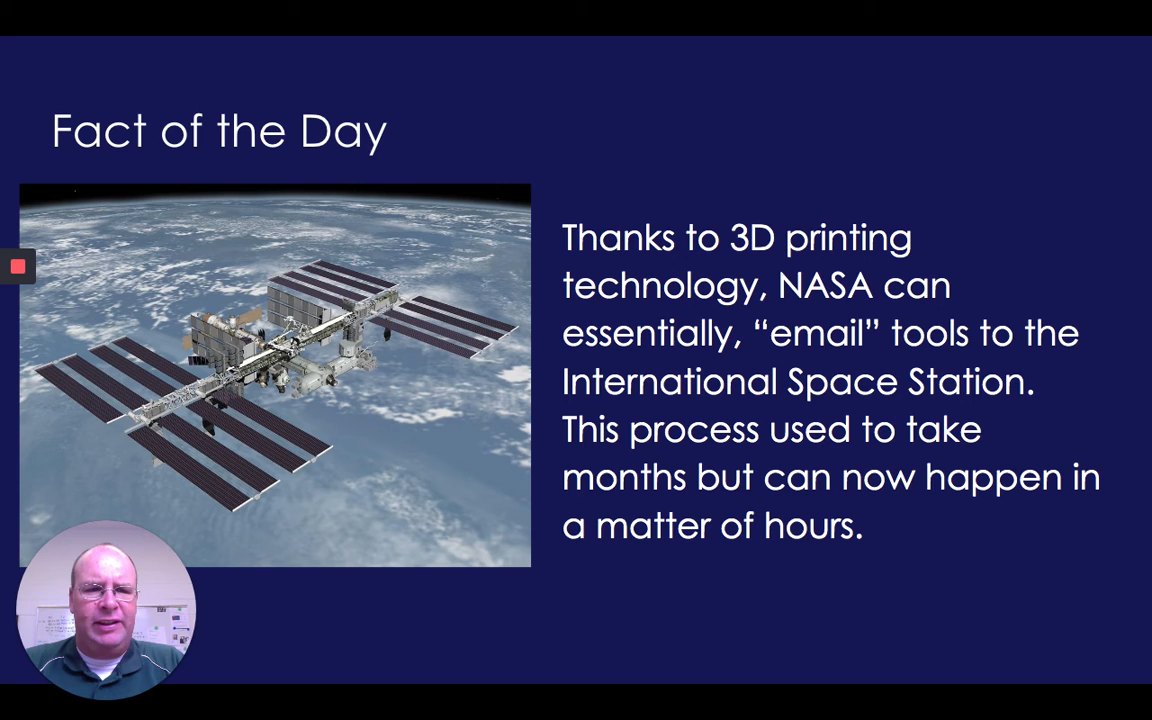 Fact of the Day
Thanks to 3D printing
technology, NASA can
essentially, “email” tools to the
International Space Station.
This process used to take
months but can now happen in
a matter of hours.